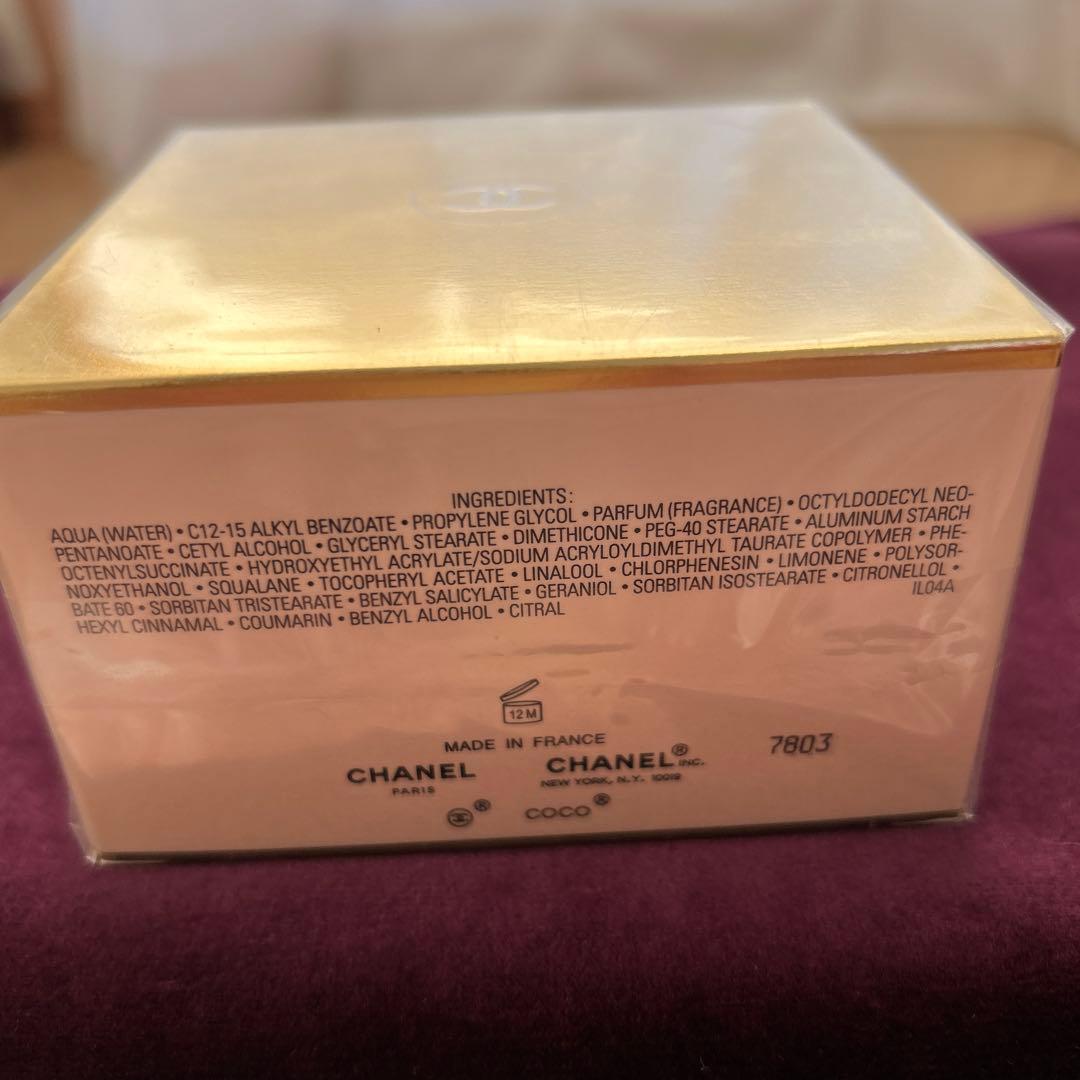 INGREDIENTS:
AQUA (WATER) • C12-15 ALKYL BENZOATE • PROPYLENE GLYCOL • PARFUM (FRAGRANCE) • OCTYLDODECYL NEO-
PENTANOATE • CETYL ALCOHOL • GLYCERYL STEARATE • DIMETHICONE • PEG-40 STEARATE • ALUMINUM STARCH
OCTENYLSUCCINATE • HYDROXYETHYL ACRYLATE/SODIUM ACRYLOYLDIMETHYL TAURATE COPOLYMER • PHE-
NOXYETHANOL • SQUALANE • TOCOPHERYL ACETATE • LINALOOL • CHLORPHENESIN • LIMONENE • POLYSOR-
BATE 60 • SORBITAN TRISTEARATE • BENZYL SALICYLATE • GERANIOL • SORBITAN ISOSTEARATE • CITRONELLOL •
HEXYL CINNAMAL • COUMARIN • BENZYL ALCOHOL • CITRAL IL04A
12 M
MADE IN FRANCE
7803
CHANEL CHANEL® INC.
PARIS NEW YORK, N.Y. 10019
® COCO®